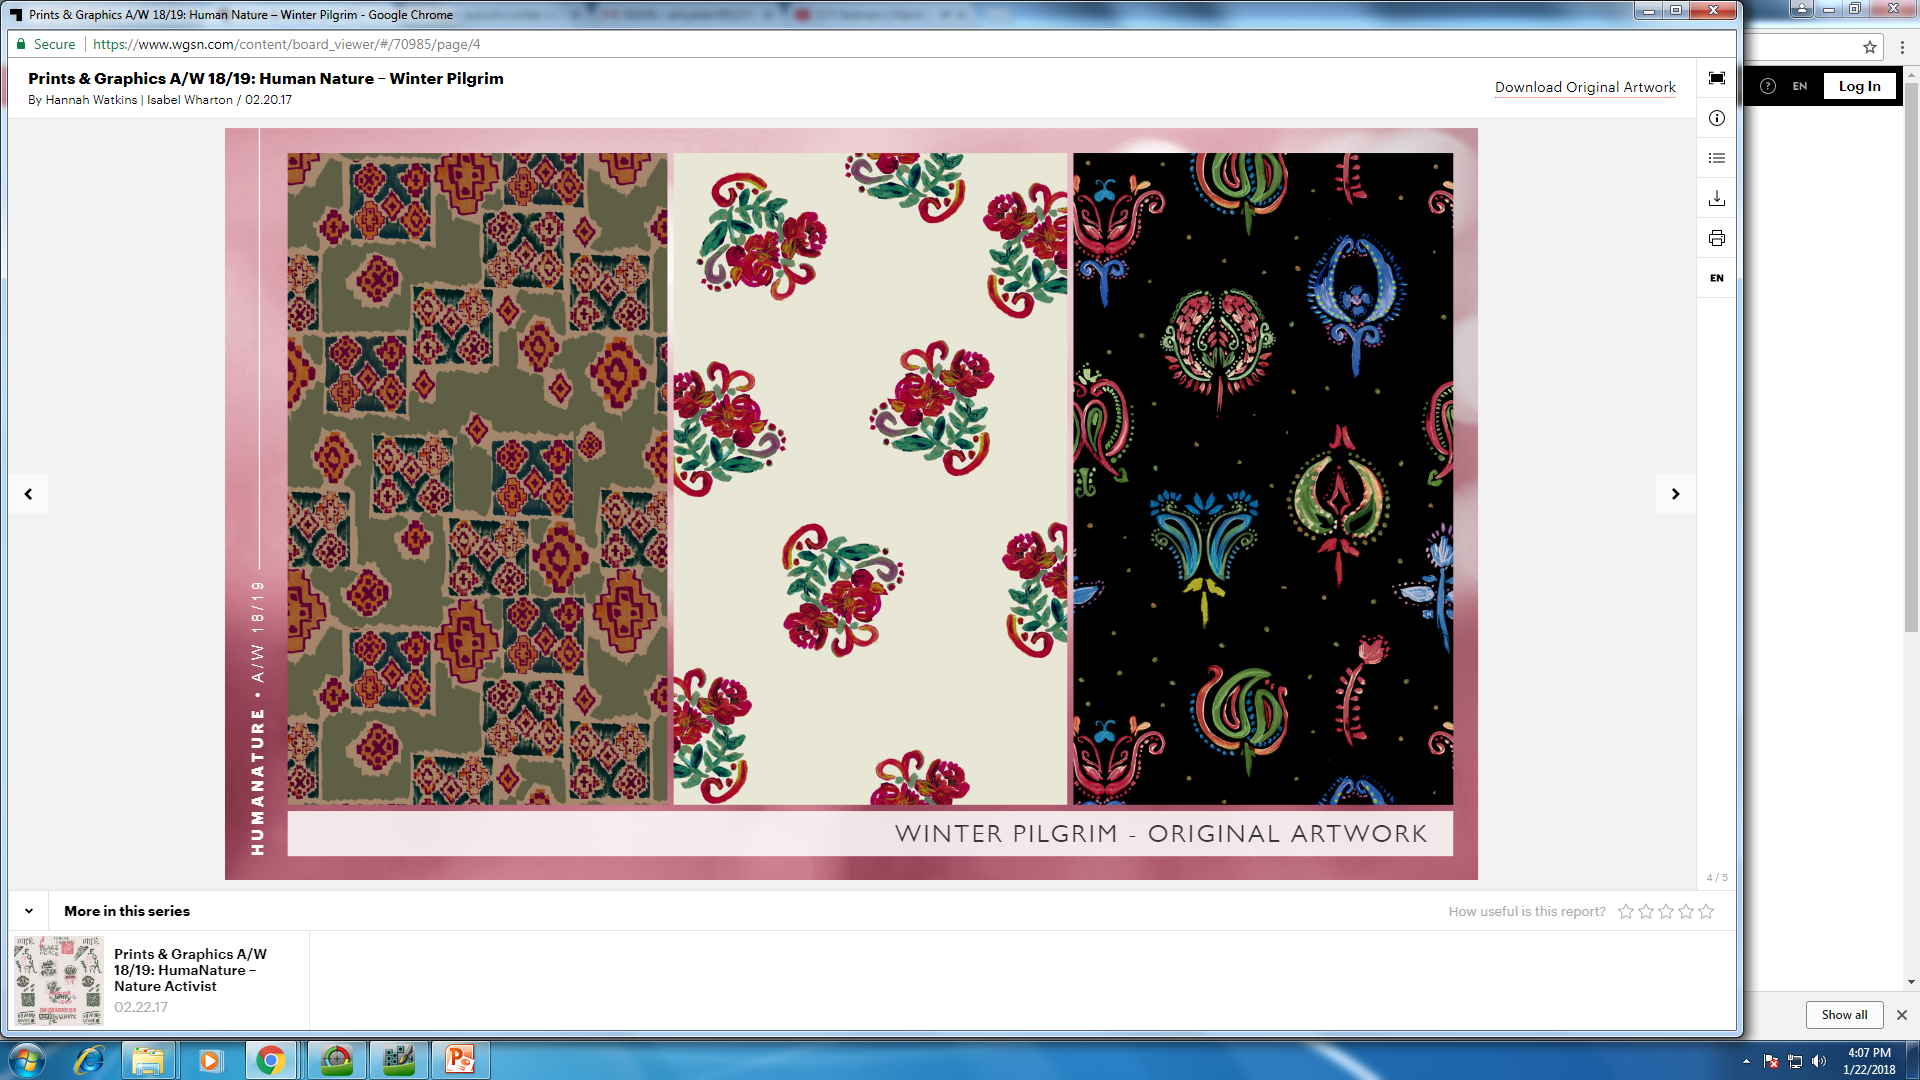 Prints & Graphics A/W 18/19: Human Nature – Winter Pilgrim - Google Chrome
Secure
https://www.wgsn.com/content/board_viewer/#/70985/page/4
Prints & Graphics A/W 18/19: Human Nature – Winter Pilgrim
By Hannah Watkins | Isabel Wharton / 02.20.17
Download Original Artwork
EN
Log In
EN
HUMANATURE • A/W 18/19
WINTER PILGRIM - ORIGINAL ARTWORK
4 / 5
More in this series
How useful is this report?
Prints & Graphics A/W
18/19: HumaNature –
Nature Activist
02.22.17
Show all
4:07 PM
1/22/2018